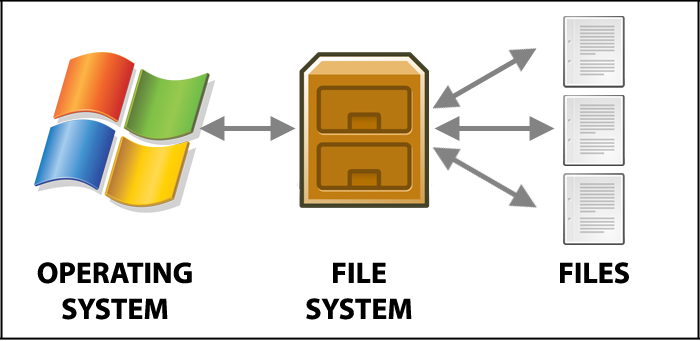 OPERATING
SYSTEM
FILE
SYSTEM
FILES